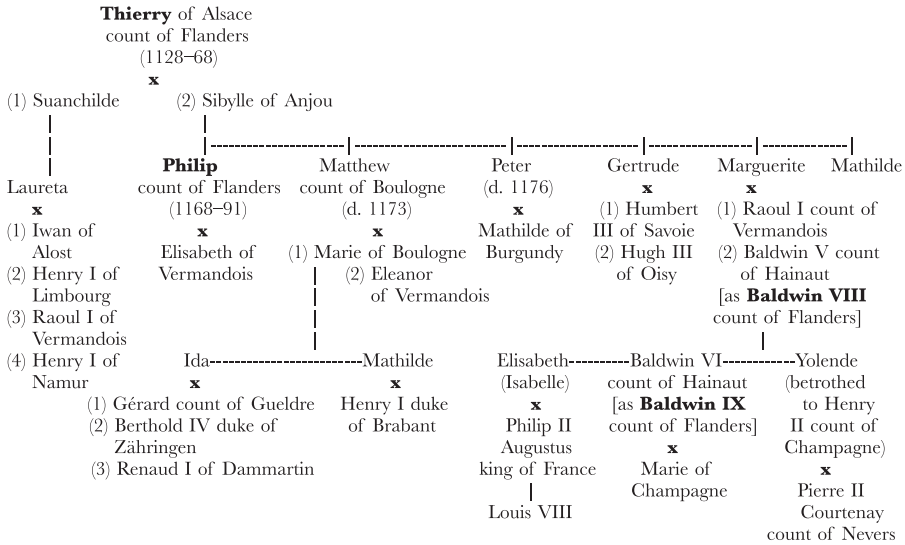 Thierry of Alsace
count of Flanders
(1128–68)
x
(1) Suanchilde
(2) Sibylle of Anjou
Laureta
x
(1) Iwan of
Alost
(2) Henry I of
Limbourg
(3) Raoul I of
Vermandois
(4) Henry I of
Namur
Philip
count of Flanders
(1168–91)
x
Elisabeth of
Vermandois
Matthew
count of Boulogne
(d. 1173)
x
(1) Marie of Boulogne
(2) Eleanor
of Vermandois
Peter
(d. 1176)
x
Mathilde of
Burgundy
Gertrude
x
(1) Humbert
III of Savoie
(2) Hugh III
of Oisy
Marguerite
x
(1) Raoul I count of
Vermandois
(2) Baldwin V count
of Hainaut
[as Baldwin VIII
count of Flanders]
Mathilde
Ida
x
(1) Gérard count of Gueldre
(2) Berthold IV duke of
Zähringen
(3) Renaud I of Dammartin
Mathilde
x
Henry I duke
of Brabant
Elisabeth
(Isabelle)
x
Philip II
Augustus
king of France
Louis VIII
Baldwin VI
count of Hainaut
[as Baldwin IX
count of Flanders]
x
Marie of
Champagne
Yolende
(betrothed
to Henry
II count of
Champagne)
x
Pierre II
Courtenay
count of Nevers